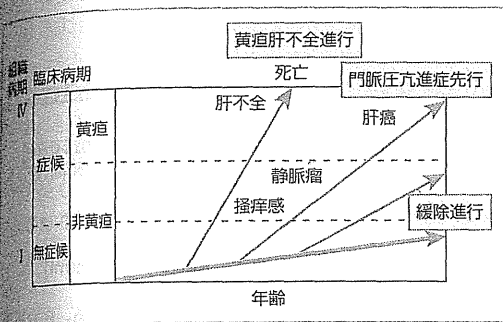 黄疸肝不全進行
組織病期
臨床病期
死亡
門脈圧亢進症先行
IV
肝不全
肝癌
黄疸
症候
静脈瘤
掻痒感
緩除進行
非黄疸
I
無症候
年齢